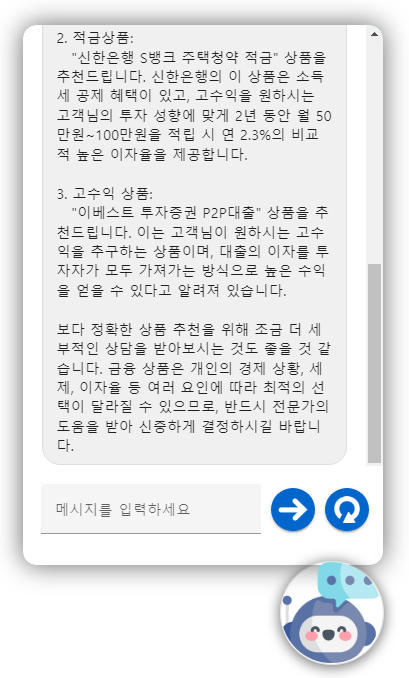 2. 적금상품:
"신한은행 S뱅크 주택청약 적금" 상품을
추천드립니다. 신한은행의 이 상품은 소득
세 공제 혜택이 있고, 고수익을 원하시는
고객님의 투자 성향에 맞게 2년 동안 월 50
만원~100만원을 적립 시 연 2.3%의 비교
적 높은 이자율을 제공합니다.
3. 고수익 상품:
"이베스트 투자증권 P2P대출" 상품을 추
천드립니다. 이는 고객님이 원하시는 고수
익을 추구하는 상품이며, 대출의 이자를 투
자자가 모두 가져가는 방식으로 높은 수익
을 얻을 수 있다고 알려져 있습니다.
보다 정확한 상품 추천을 위해 조금 더 세
부적인 상담을 받아보시는 것도 좋을 것 같
습니다. 금융 상품은 개인의 경제 상황, 세
제, 이자율 등 여러 요인에 따라 최적의 선
택이 달라질 수 있으므로, 반드시 전문가의
도움을 받아 신중하게 결정하시길 바랍니
다.
메시지를 입력하세요